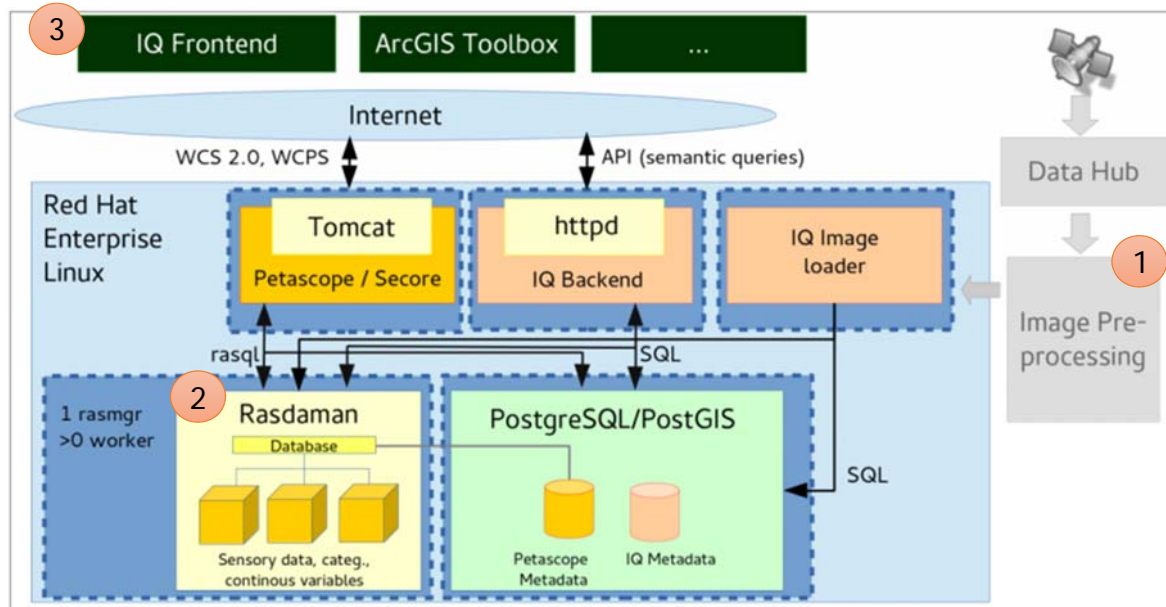 3
IQ Frontend
ArcGIS Toolbox
...
Internet
WCS 2.0, WCPS
API (semantic queries)
Data Hub
Red Hat
Enterprise
Linux
Tomcat
Petascope / Secore
httpd
IQ Backend
IQ Image
loader
1
Image Pre-
processing
rasql
SQL
1 rasmgr
>0 worker
2
Rasdaman
Database
Sensory data, categ.,
continous variables
PostgreSQL/PostGIS
Petascope
Metadata
IQ Metadata
SQL